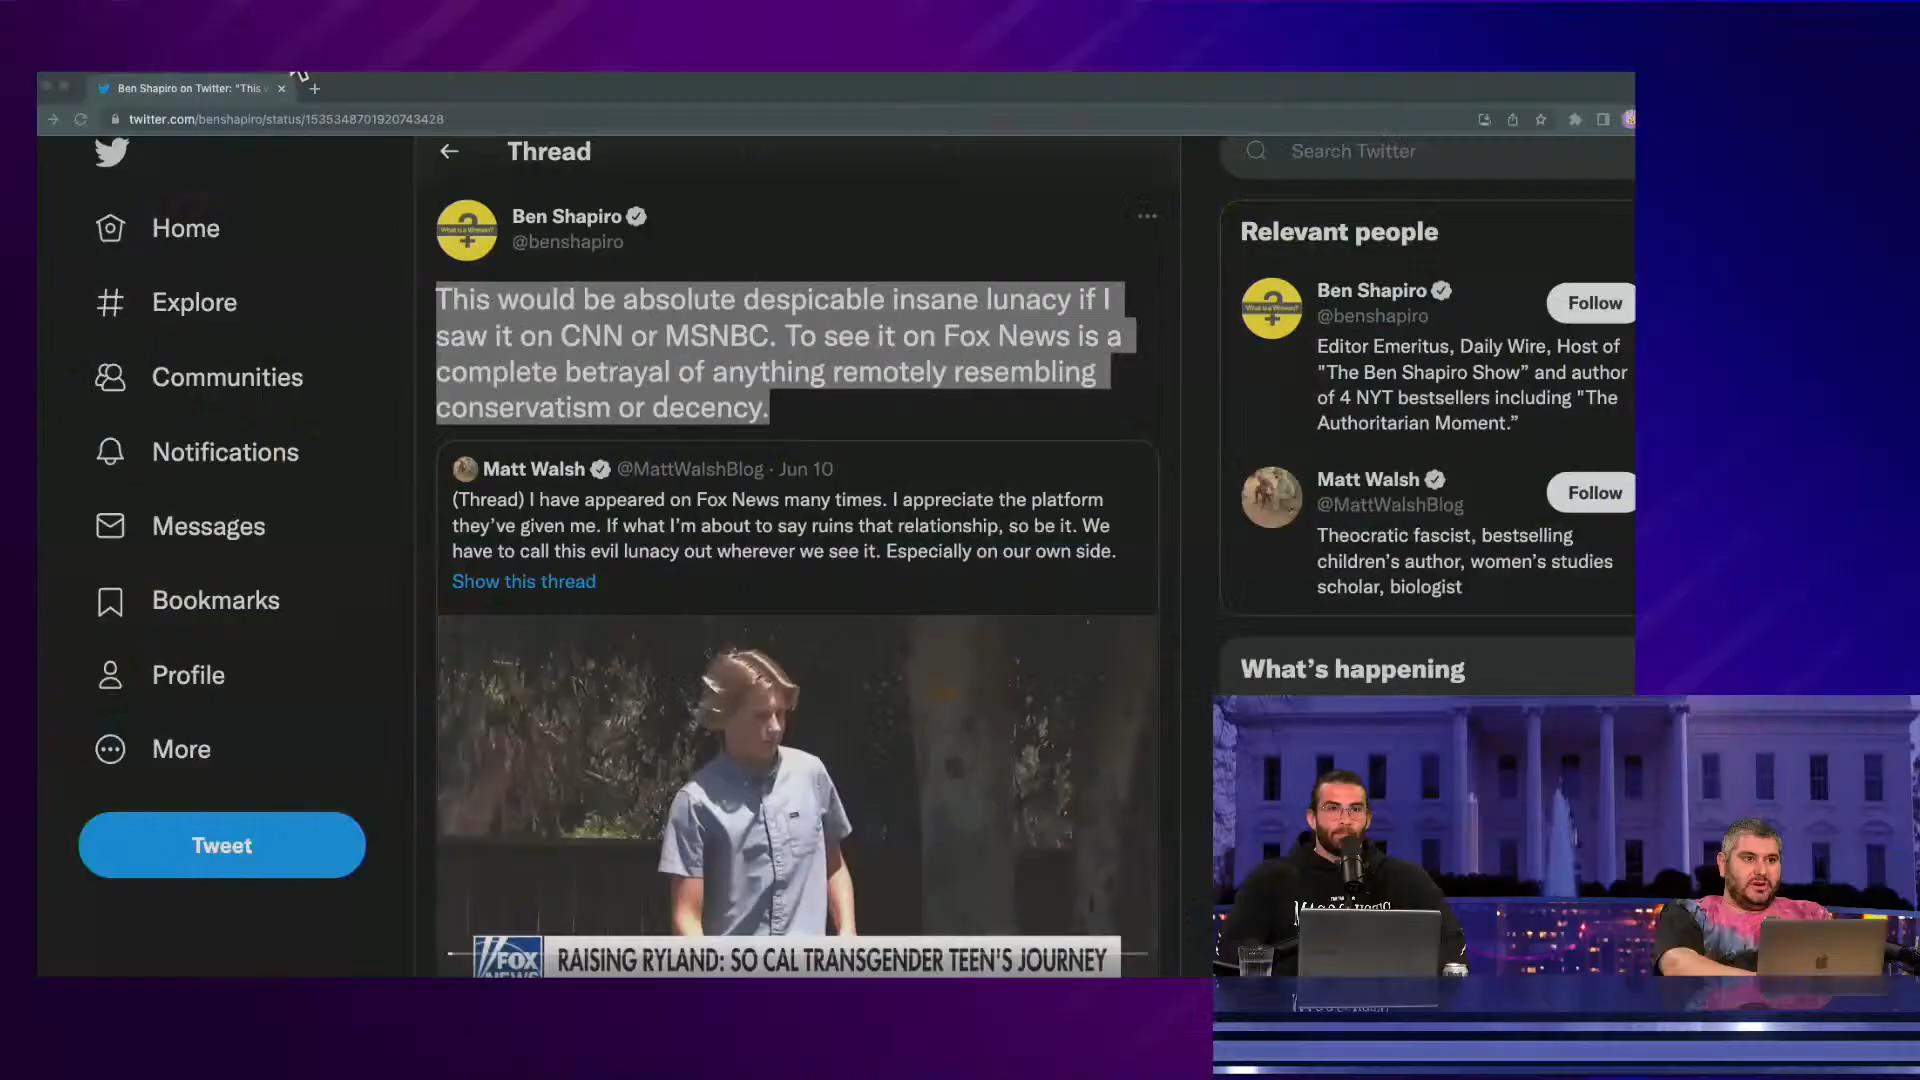 Ben Shapiro on Twitter: "This
twitter.com/benshapiro/status/1535348701920743428
Thread
Search Twitter
Home
Explore
Communities
Notifications
Messages
Bookmarks
Profile
More
Tweet
Ben Shapiro
@benshapiro
This would be absolute despicable insane lunacy if I
saw it on CNN or MSNBC. To see it on Fox News is a
complete betrayal of anything remotely resembling
conservatism or decency.
Matt Walsh @MattWalshBlog · Jun 10
(Thread) I have appeared on Fox News many times. I appreciate the platform
they've given me. If what I'm about to say ruins that relationship, so be it. We
have to call this evil lunacy out wherever we see it. Especially on our own side.
Show this thread
FOX
NEWS
RAISING RYLAND: SO CAL TRANSGENDER TEEN'S JOURNEY
Relevant people
Ben Shapiro
@benshapiro
Follow
Editor Emeritus, Daily Wire, Host of
"The Ben Shapiro Show" and author
of 4 NYT bestsellers including "The
Authoritarian Moment."
Matt Walsh
@MattWalshBlog
Follow
Theocratic fascist, bestselling
children's author, women's studies
scholar, biologist
What's happening